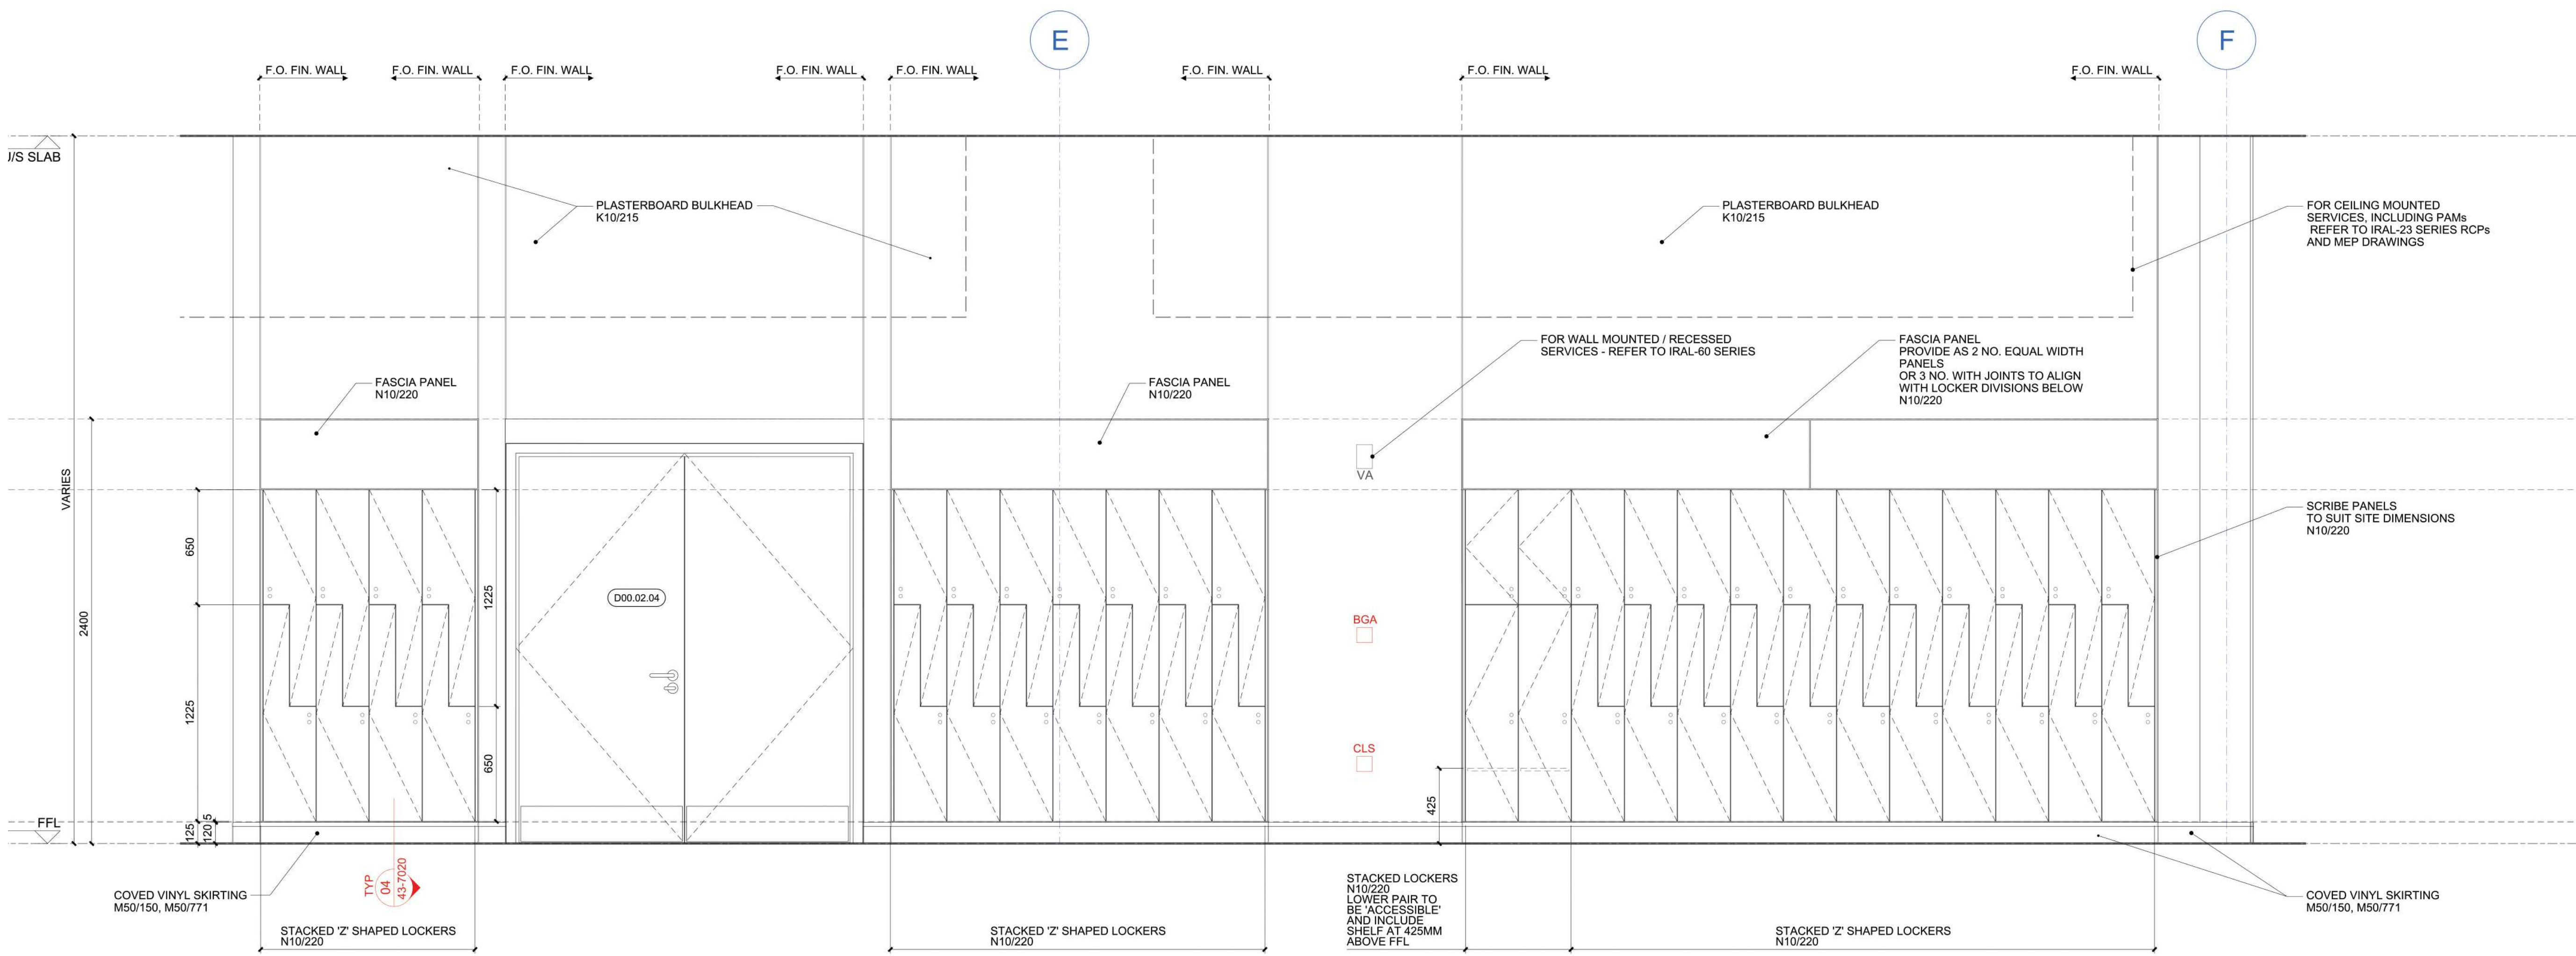 E
F
F.O. FIN. WALL
F.O. FIN. WALL
F.O. FIN. WALL
F.O. FIN. WALL
F.O. FIN. WALL
F.O. FIN. WALL
F.O. FIN. WALL
F.O. FIN. WALL
/S SLAB
PLASTERBOARD BULKHEAD
K10/215
PLASTERBOARD BULKHEAD
K10/215
FOR CEILING MOUNTED
SERVICES, INCLUDING PAMs
REFER TO IRAL-23 SERIES RCPs
AND MEP DRAWINGS
FOR WALL MOUNTED / RECESSED
SERVICES - REFER TO IRAL-60 SERIES
FASCIA PANEL
PROVIDE AS 2 NO. EQUAL WIDTH
PANELS
OR 3 NO. WITH JOINTS TO ALIGN
WITH LOCKER DIVISIONS BELOW
N10/220
FASCIA PANEL
N10/220
FASCIA PANEL
N10/220
VARIES
2400
650
1225
125
120
5
1225
650
VA
D00.02.04
BGA
CLS
425
SCRIBE PANELS
TO SUIT SITE DIMENSIONS
N10/220
FFL
TYP
04
43-7020
COVED VINYL SKIRTING
M50/150, M50/771
STACKED 'Z' SHAPED LOCKERS
N10/220
STACKED 'Z' SHAPED LOCKERS
N10/220
STACKED LOCKERS
N10/220
LOWER PAIR TO
BE 'ACCESSIBLE'
AND INCLUDE
SHELF AT 425MM
ABOVE FFL
STACKED 'Z' SHAPED LOCKERS
N10/220
COVED VINYL SKIRTING
M50/150, M50/771